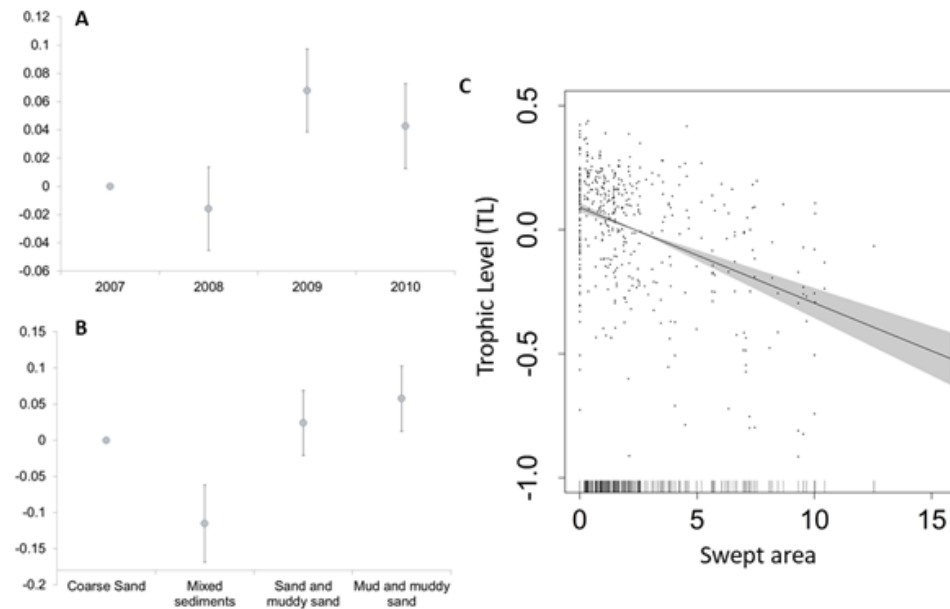 A
0.12
0.1
0.08
0.06
0.04
0.02
0
-0.02
-0.04
-0.06
2007 2008 2009 2010
B
0.15
0.1
0.05
0
-0.05
-0.1
-0.15
-0.2
Coarse Sand Mixed sediments Sand and muddy sand Mud and muddy sand
C
Trophic Level (TL)
0.5
0.0
-0.5
-1.0
0 5 10 15
Swept area